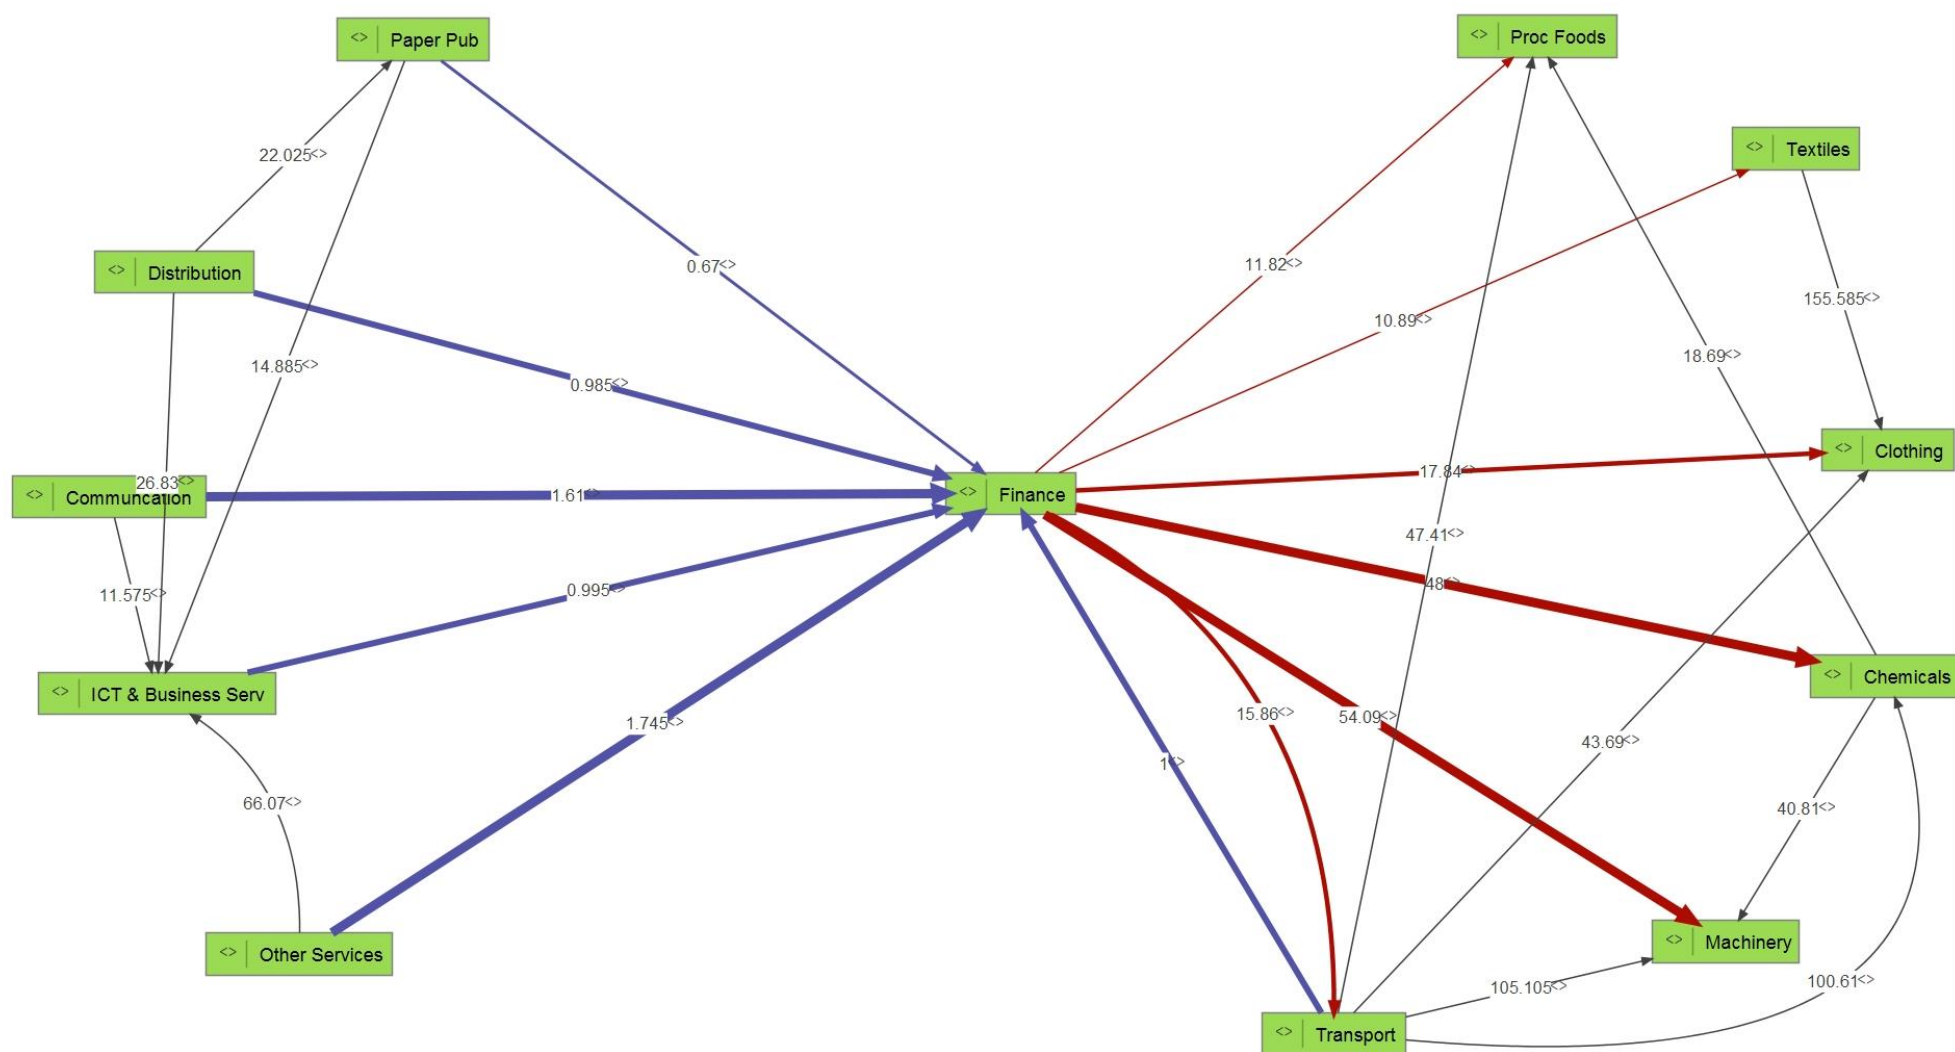 <> Paper Pub
<> Proc Foods
<> Textiles
22.025<>
<> Distribution
0.67<>
11.82<>
155.585<>
10.89<>
18.69<>
14.885<>
0.985<>
<> Clothing
17.84<>
26.83<>
<> Communcation
1.61<>
<> Finance
47.41<>
48<>
11.575<>
0.995<>
<> Chemicals
<> ICT & Business Serv
15.86<>
54.09<>
1.745<>
43.69<>
1<>
66.07<>
40.81<>
<> Machinery
<> Other Services
105.105<>
100.61<>
<> Transport